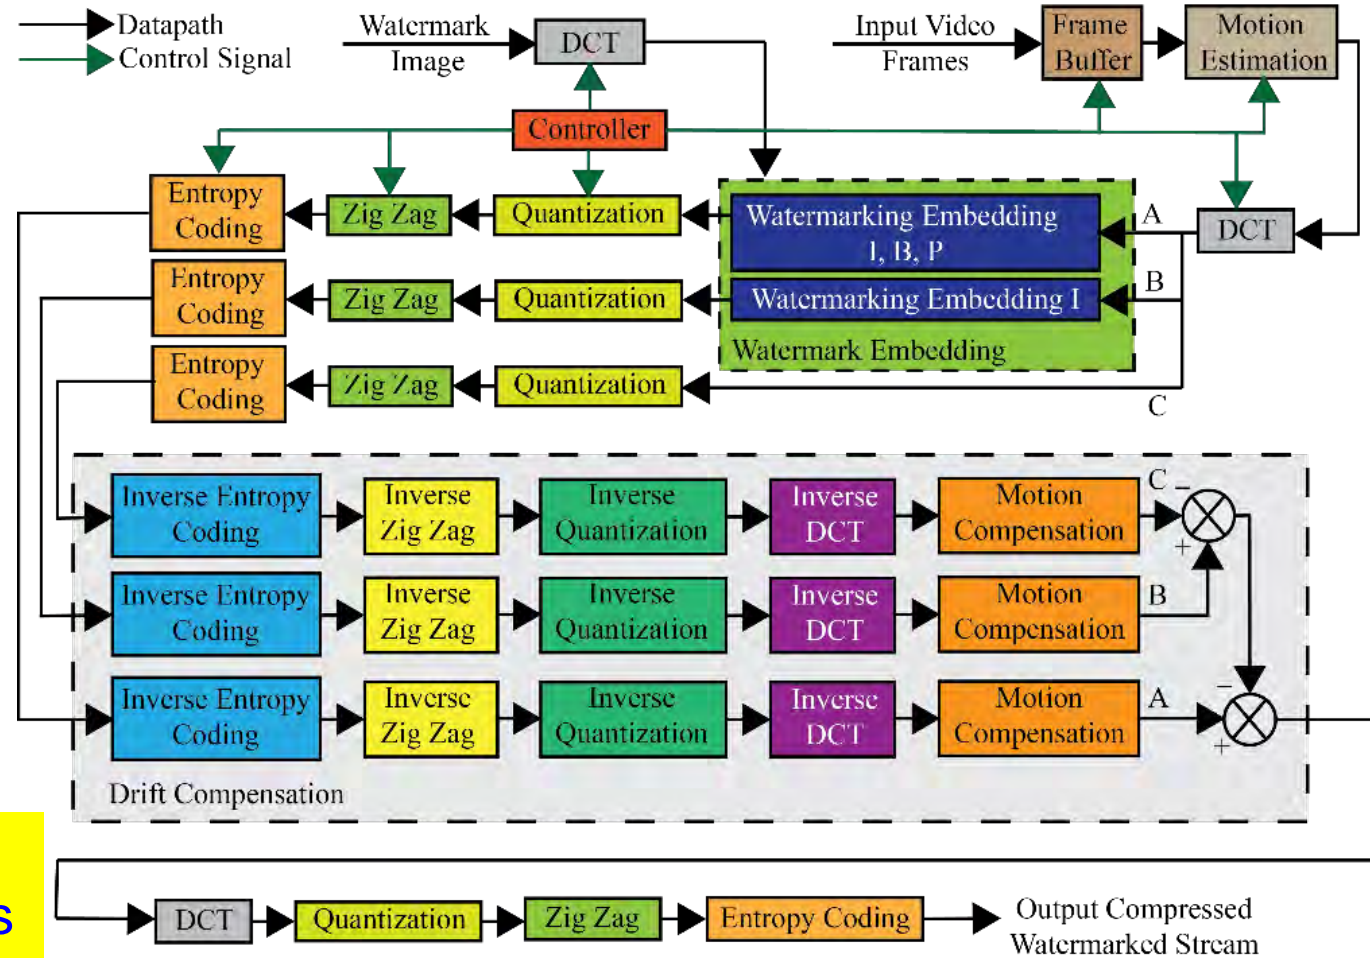 Datapath
Control Signal
Watermark
Image
DCT
Input Video
Frames
Frame
Buffer
Motion
Estimation
Controller
Entropy
Coding
Zig Zag
Quantization
Watermarking Embedding
I, B, P
A
DCT
Entropy
Coding
Zig Zag
Quantization
Watermarking Embedding I
B
Watermark Embedding
Entropy
Coding
Zig Zag
Quantization
C
Inverse Entropy
Coding
Inverse
Zig Zag
Inverse
Quantization
Inverse
DCT
Motion
Compensation
C
−
+
Inverse Entropy
Coding
Inverse
Zig Zag
Inverse
Quantization
Inverse
DCT
Motion
Compensation
B
Inverse Entropy
Coding
Inverse
Zig Zag
Inverse
Quantization
Inverse
DCT
Motion
Compensation
A
−
+
Drift Compensation
s
DCT
Quantization
Zig Zag
Entropy Coding
Output Compressed
Watermarked Stream